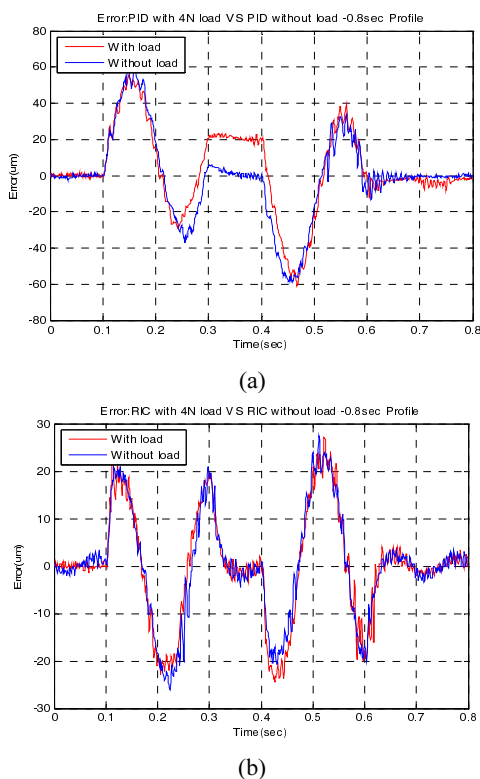 Error:PID with 4N load VS PID without load -0.8sec Profile
With load
Without load
80
60
40
20
0
-20
-40
-60
-80
Error(um)
0 0.1 0.2 0.3 0.4 0.5 0.6 0.7 0.8
Time(sec)
(a)
Error:RIC with 4N load VS RIC without load -0.8sec Profile
With load
Without load
30
20
10
0
-10
-20
-30
Error(um)
0 0.1 0.2 0.3 0.4 0.5 0.6 0.7 0.8
Time(sec)
(b)